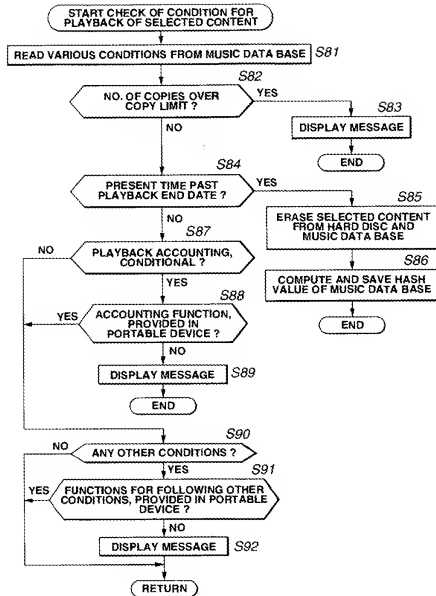 START CHECK OF CONDITION FOR
PLAYBACK OF SELECTED CONTENT
S81
READ VARIOUS CONDITIONS FROM MUSIC DATA BASE
S82
NO. OF COPIES OVER
COPY LIMIT ?
YES
S83
DISPLAY MESSAGE
END
NO
S84
PRESENT TIME PAST
PLAYBACK END DATE ?
YES
S85
ERASE SELECTED CONTENT
FROM HARD DISC AND
MUSIC DATA BASE
S86
COMPUTE AND SAVE HASH
VALUE OF MUSIC DATA BASE
END
NO
S87
PLAYBACK ACCOUNTING,
CONDITIONAL ?
NO
YES
S88
ACCOUNTING FUNCTION,
PROVIDED IN
PORTABLE DEVICE ?
YES
NO
DISPLAY MESSAGE
S89
END
S90
ANY OTHER CONDITIONS ?
NO
YES
S91
FUNCTIONS FOR FOLLOWING OTHER
CONDITIONS, PROVIDED IN PORTABLE
DEVICE ?
YES
NO
DISPLAY MESSAGE
S92
RETURN